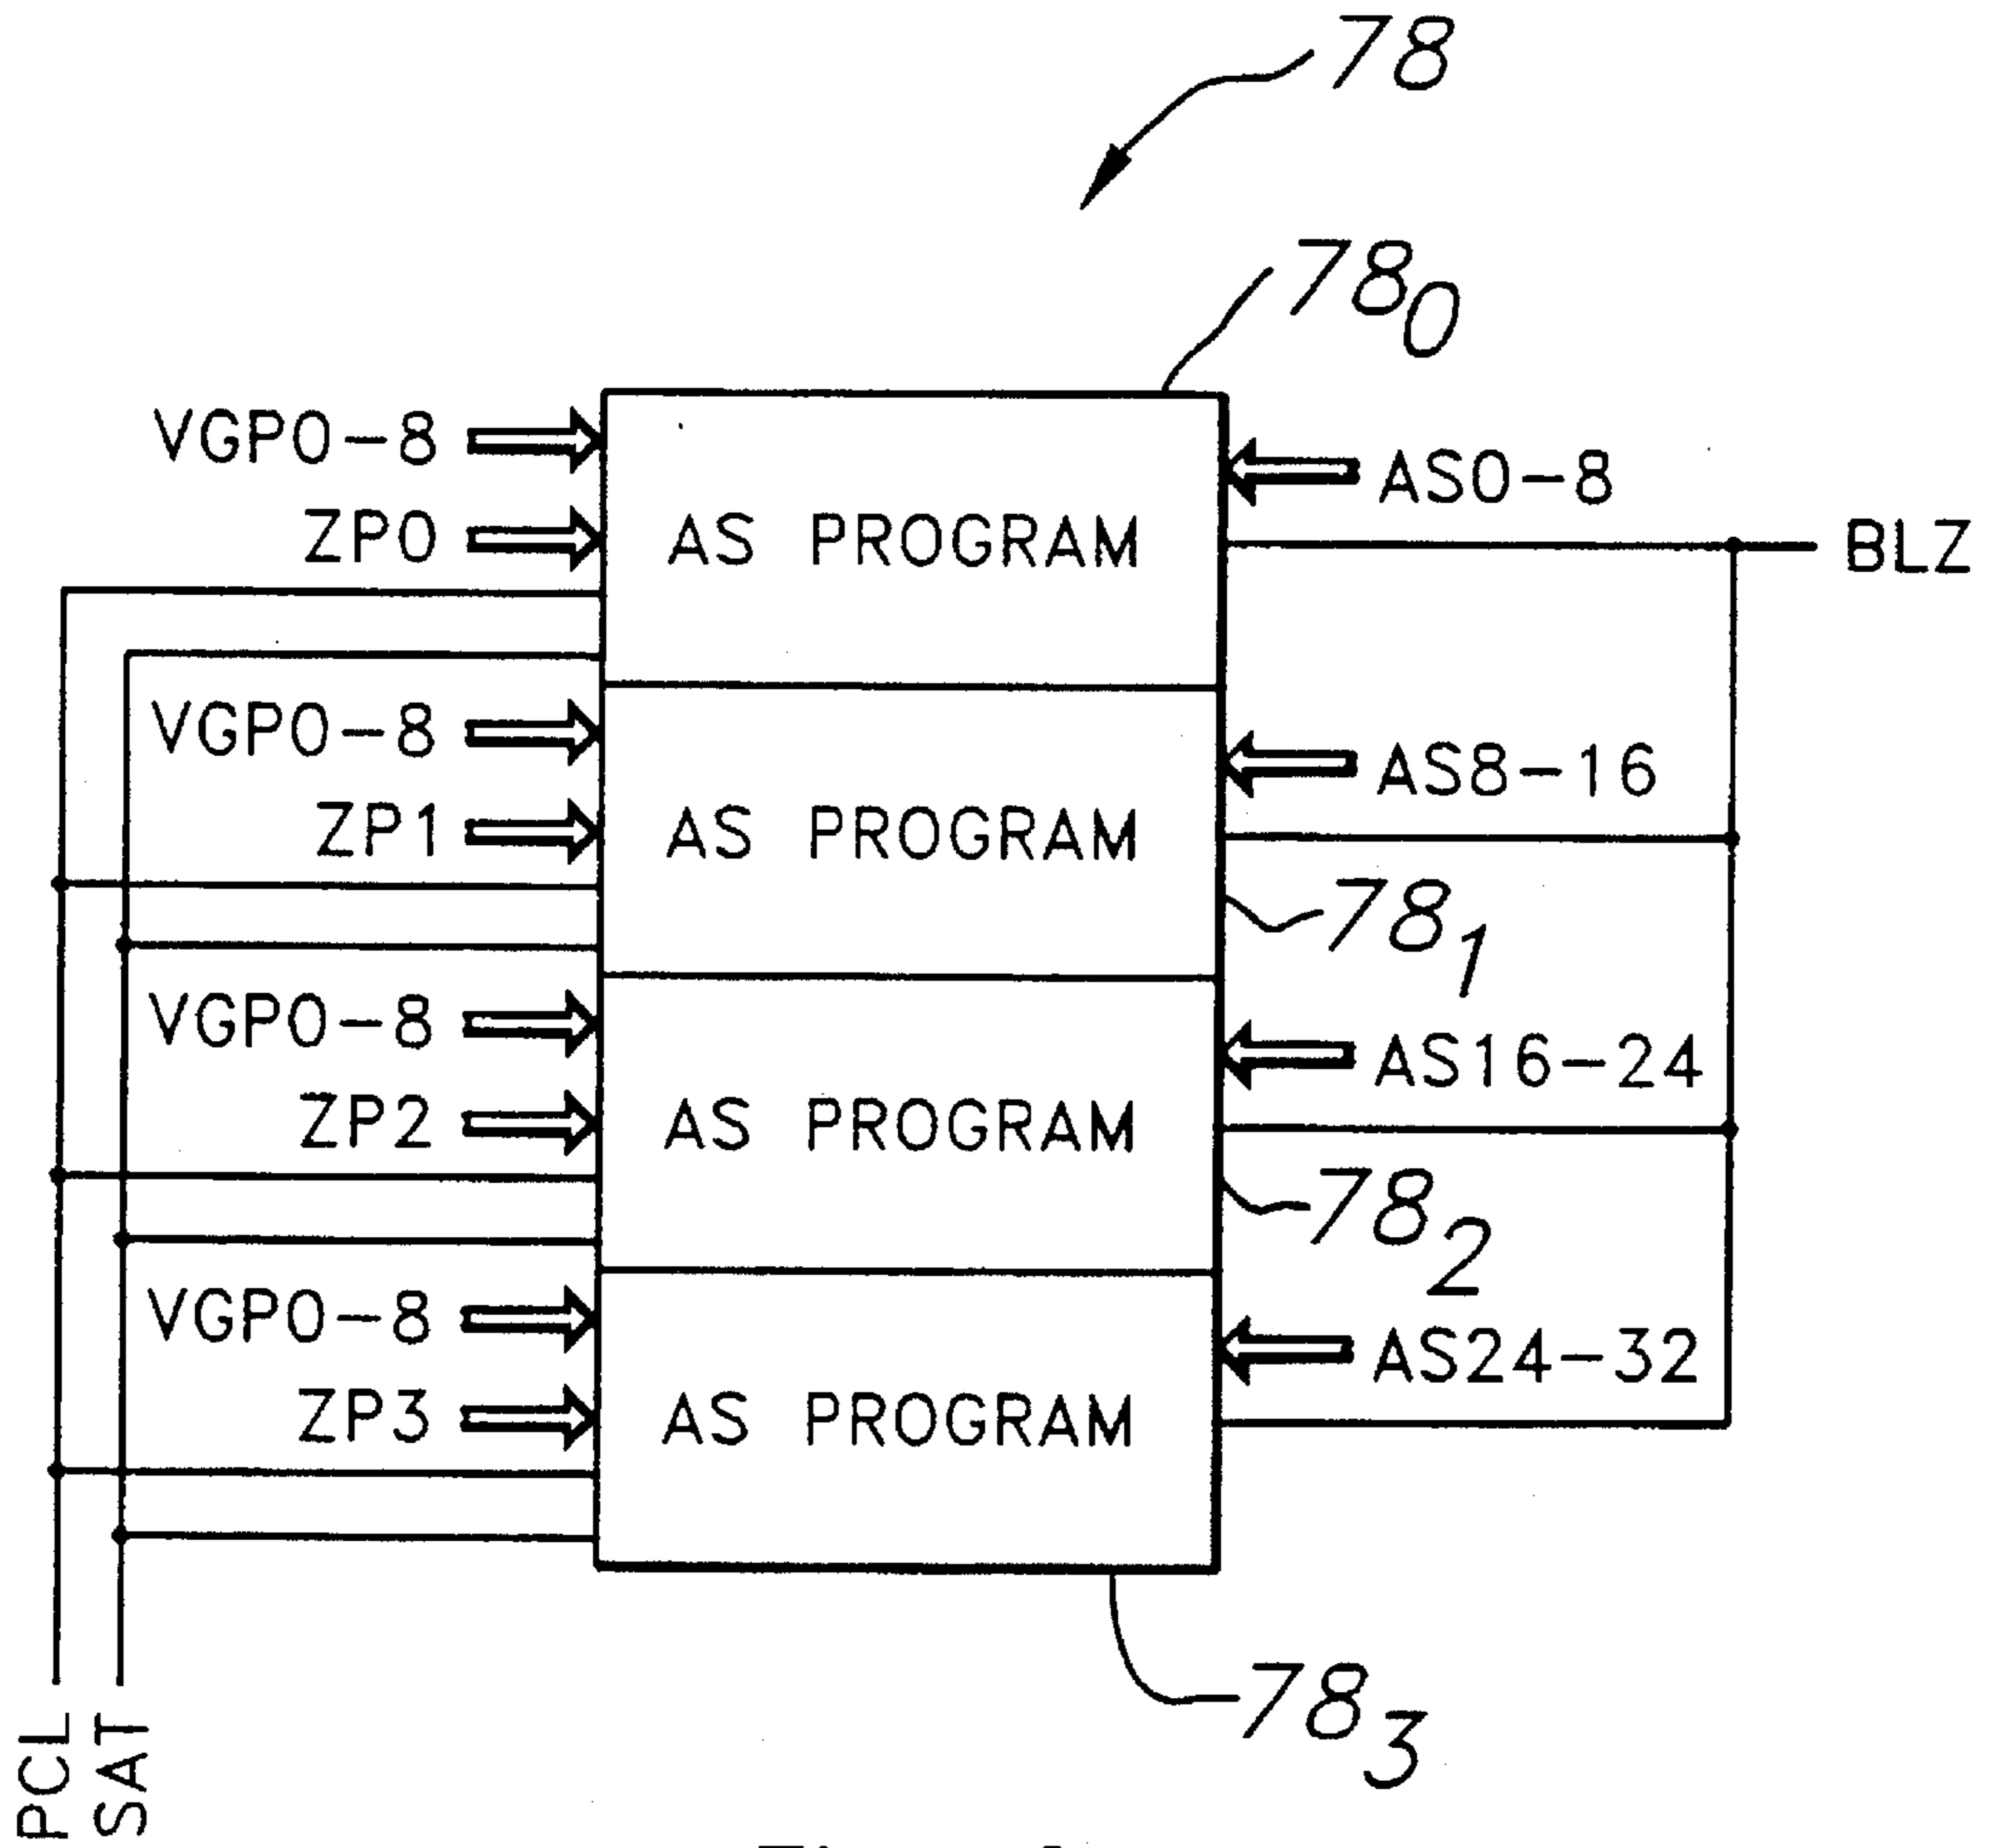 78
78₀
VGP0-8
AS0-8
ZP0
AS PROGRAM
BLZ
VGP0-8
AS8-16
ZP1
AS PROGRAM
78₁
VGP0-8
AS16-24
ZP2
AS PROGRAM
78₂
VGP0-8
AS24-32
ZP3
AS PROGRAM
78₃
PCL
SAT